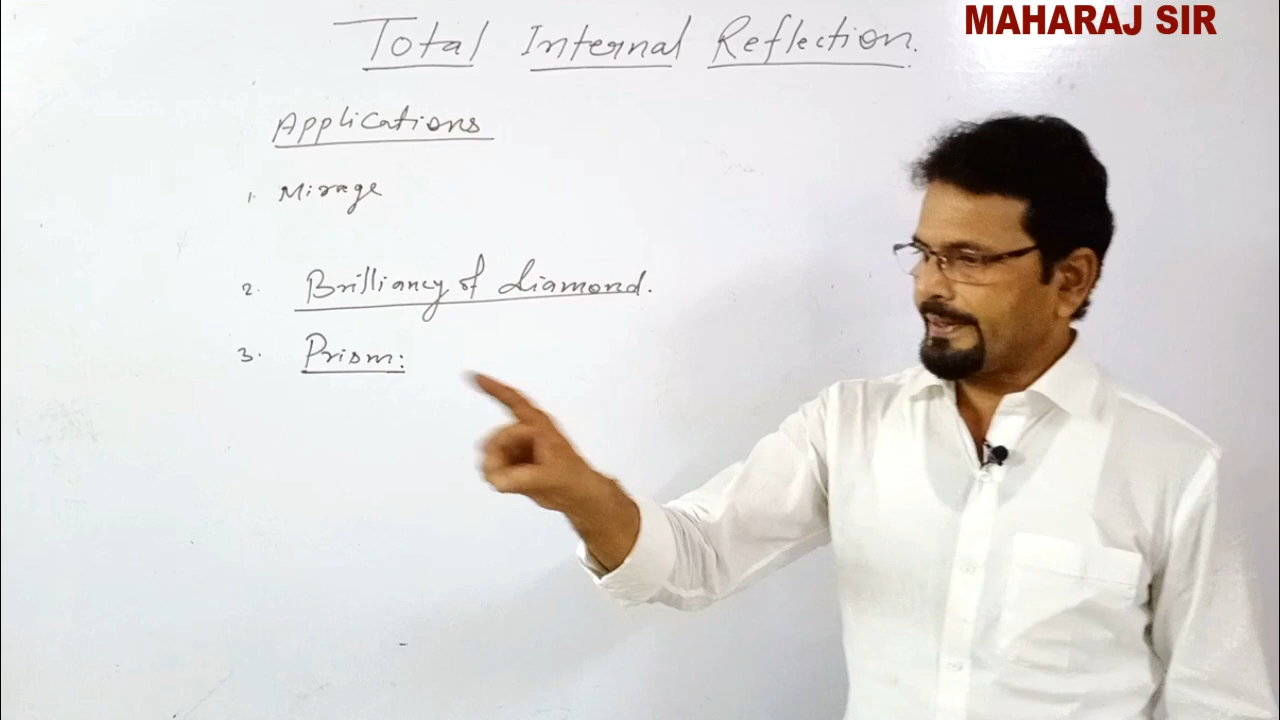 MAHARAJ SIR
Total Internal Reflection.
Applications
1. Mirage
2. Brilliancy of diamond.
3. Prism: